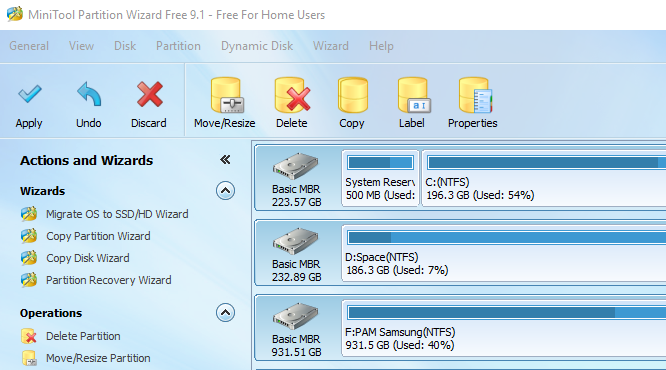 MiniTool Partition Wizard Free 9.1 - Free For Home Users
General View Disk Partition Dynamic Disk Wizard Help
Apply Undo Discard Move/Resize Delete Copy Label Properties
Actions and Wizards
Wizards
Migrate OS to SSD/HD Wizard
Copy Partition Wizard
Copy Disk Wizard
Partition Recovery Wizard
Operations
Delete Partition
Move/Resize Partition
Basic MBR
223.57 GB
System Reserv
500 MB (Used:
C:(NTFS)
196.3 GB (Used: 54%)
Basic MBR
232.89 GB
D:Space(NTFS)
186.3 GB (Used: 7%)
Basic MBR
931.51 GB
F:PAM Samsung(NTFS)
931.5 GB (Used: 40%)